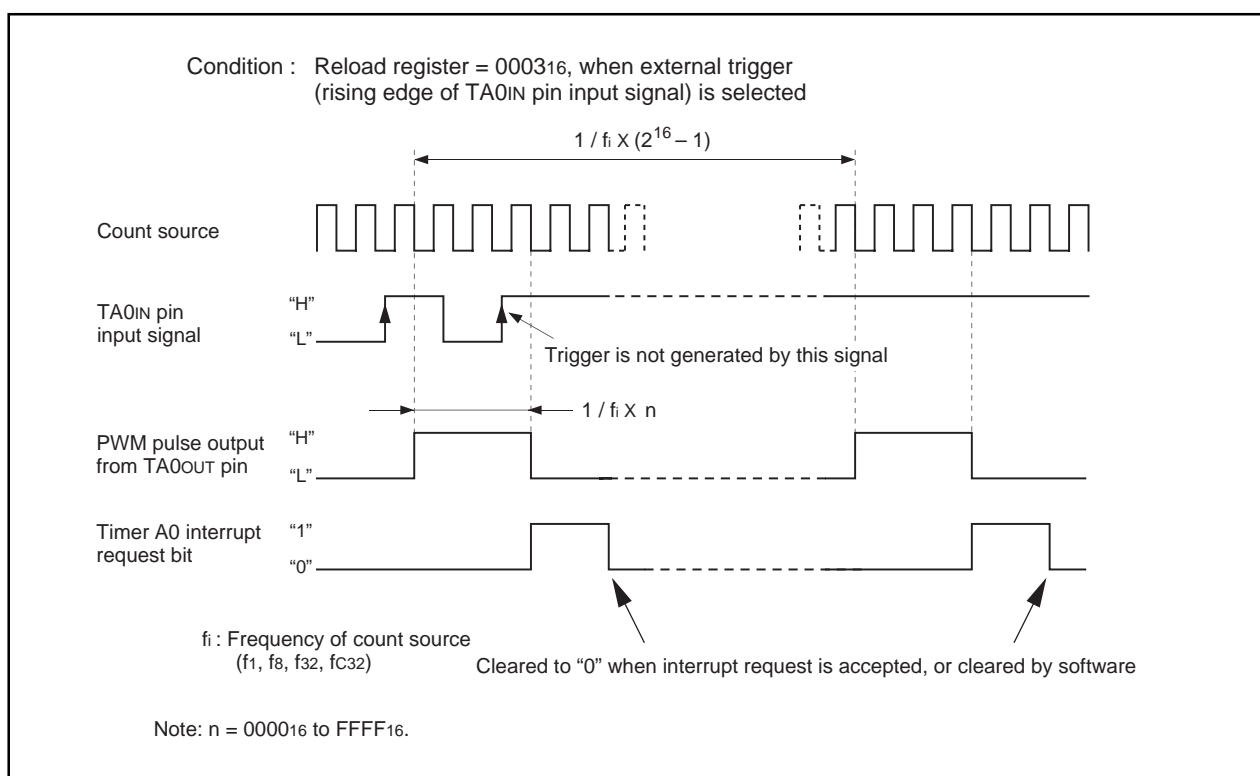 Condition : Reload register = 000316, when external trigger
(rising edge of TA0IN pin input signal) is selected
1 / fi X (2^16 – 1)
Count source
TA0IN pin
input signal
“H”
“L”
Trigger is not generated by this signal
1 / fi X n
PWM pulse output
from TA0OUT pin
“H”
“L”
Timer A0 interrupt
request bit
“1”
“0”
fi : Frequency of count source
(f1, f8, f32, fC32)
Cleared to “0” when interrupt request is accepted, or cleared by software
Note: n = 000016 to FFFF16.